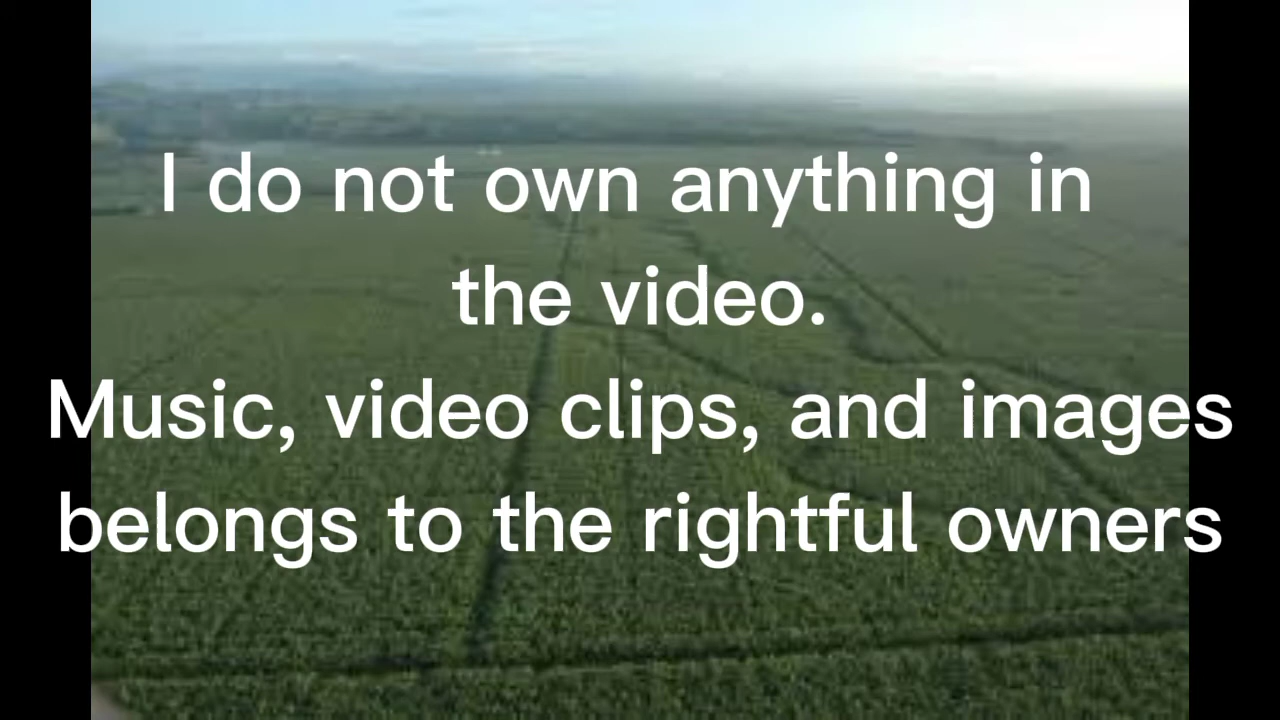 I do not own anything in
the video.
Music, video clips, and images
belongs to the rightful owners